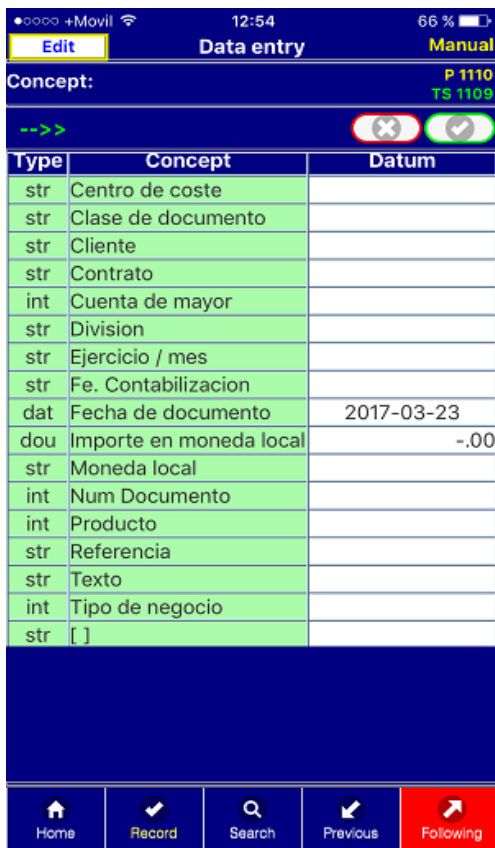 +Movil 12:54 66 %
Edit Data entry Manual
Concept: P 1110
TS 1109
-->>
Type Concept Datum
str Centro de coste
str Clase de documento
str Cliente
str Contrato
int Cuenta de mayor
str Division
str Ejercicio / mes
str Fe. Contabilizacion
dat Fecha de documento 2017-03-23
dou Importe en moneda local -.00
str Moneda local
int Num Documento
int Producto
str Referencia
str Texto
int Tipo de negocio
str [ ]
Home Record Search Previous Following